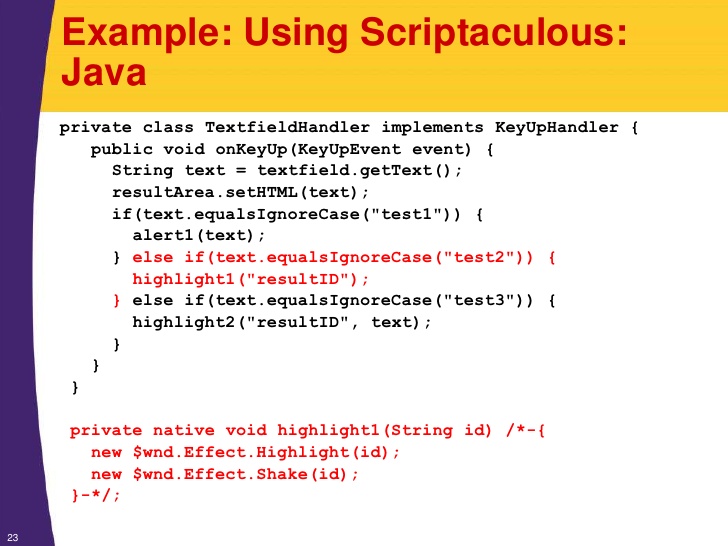 Example: Using Scriptaculous:
Java
private class TextfieldHandler implements KeyUpHandler {
   public void onKeyUp(KeyUpEvent event) {
     String text = textfield.getText();
     resultArea.setHTML(text);
     if(text.equalsIgnoreCase("test1")) {
       alert1(text);
     } else if(text.equalsIgnoreCase("test2")) {
       highlight1("resultID");
     } else if(text.equalsIgnoreCase("test3")) {
       highlight2("resultID", text);
     }
   }
 }
 private native void highlight1(String id) /*-{
   new $wnd.Effect.Highlight(id);
   new $wnd.Effect.Shake(id);
 }-*/;
23